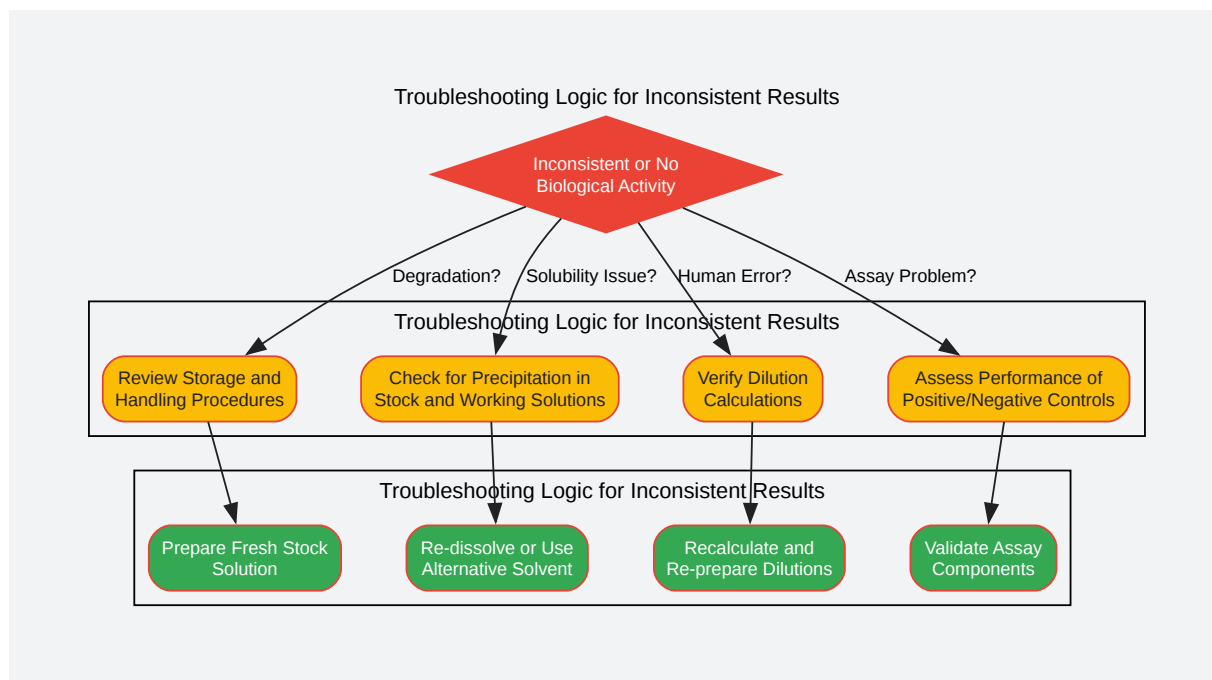 Troubleshooting Logic for Inconsistent Results
Inconsistent or No
Biological Activity
Degradation?
Solubility Issue?
Human Error?
Assay Problem?
Troubleshooting Logic for Inconsistent Results
Review Storage and
Handling Procedures
Check for Precipitation in
Stock and Working Solutions
Verify Dilution
Calculations
Assess Performance of
Positive/Negative Controls
Troubleshooting Logic for Inconsistent Results
Prepare Fresh Stock
Solution
Re-dissolve or Use
Alternative Solvent
Recalculate and
Re-prepare Dilutions
Validate Assay
Components